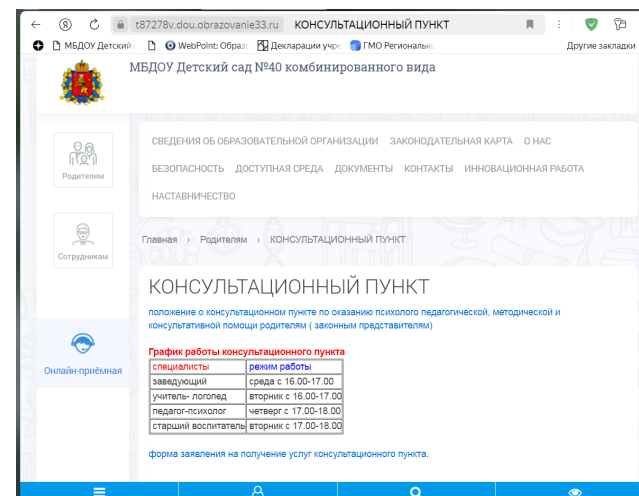 t87278v.dou.obrazovanie33.ru КОНСУЛЬТАЦИОННЫЙ ПУНКТ
МБДОУ Детский с WebPoint: Образо Декларации учре ГМО Региональн Другие закладки
МБДОУ Детский сад №40 комбинированного вида
Родителям
Сотрудникам
Онлайн-приёмная
СВЕДЕНИЯ ОБ ОБРАЗОВАТЕЛЬНОЙ ОРГАНИЗАЦИИ ЗАКОНОДАТЕЛЬНАЯ КАРТА О НАС
БЕЗОПАСНОСТЬ ДОСТУПНАЯ СРЕДА ДОКУМЕНТЫ КОНТАКТЫ ИННОВАЦИОННАЯ РАБОТА
НАСТАВНИЧЕСТВО
Главная › Родителям › КОНСУЛЬТАЦИОННЫЙ ПУНКТ
КОНСУЛЬТАЦИОННЫЙ ПУНКТ
положение о консультационном пункте по оказанию психолого педагогической, методической и
консультативной помощи родителям ( законным представителям)
График работы консультационного пункта
специалисты режим работы
заведующий среда с 16.00-17.00
учитель- логопед вторник с 16.00-17.00
педагог-психолог четверг с 17.00-18.00
старший воспитатель вторник с 17.00-18.00
форма заявления на получение услуг консультационного пункта.